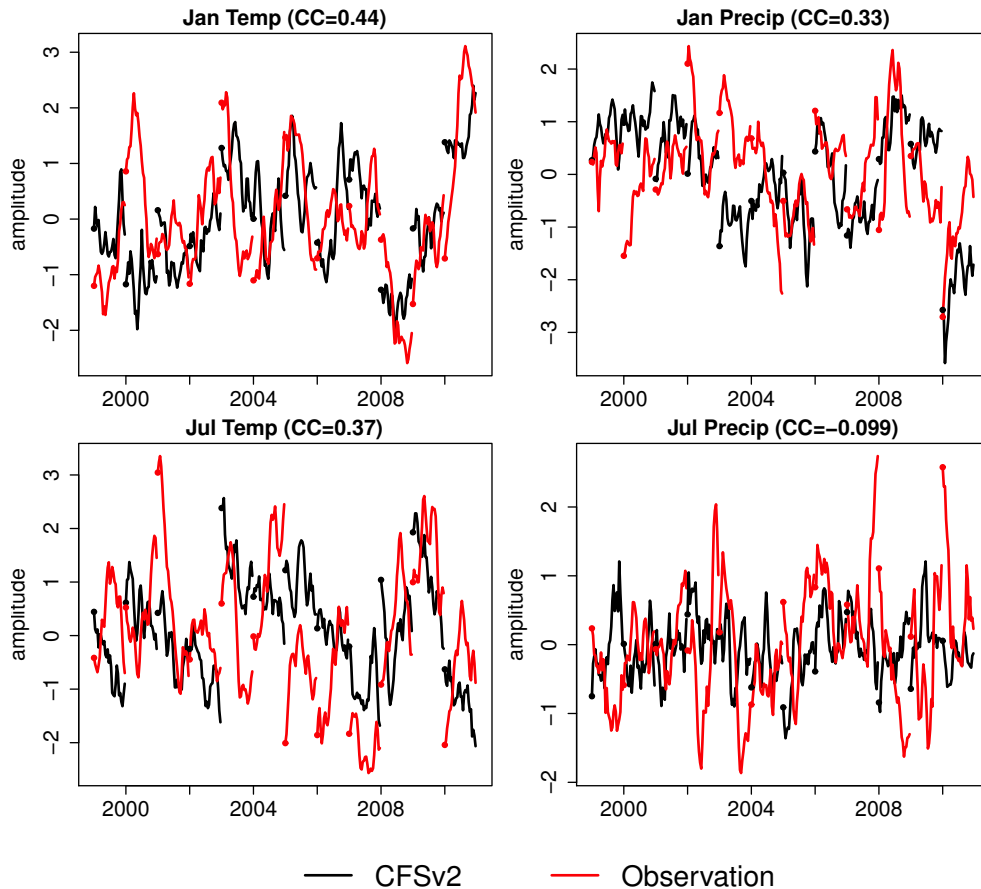 Jan Temp (CC=0.44)
amplitude
3
2
1
0
−1
−2
2000 2004 2008
Jan Precip (CC=0.33)
amplitude
2
1
0
−1
−2
−3
2000 2004 2008
Jul Temp (CC=0.37)
amplitude
3
2
1
0
−1
−2
2000 2004 2008
Jul Precip (CC=−0.099)
amplitude
2
1
0
−1
−2
2000 2004 2008
CFSv2 Observation